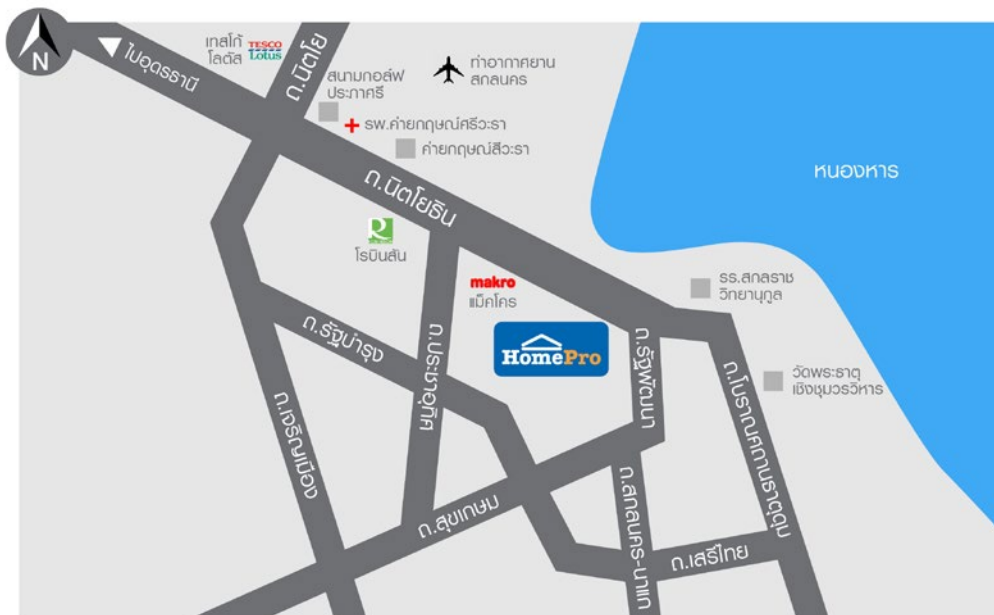 N
ไปอุดรธานี
เทสโก้
โลตัส
TESCO
Lotus
ถ.นิตโย
สนามกอล์ฟ
ประภาศรี
ท่าอากาศยาน
สกลนคร
รพ.ค่ายกฤษณ์ศรีวะรา
ค่ายกฤษณ์สีวะรา
หนองหาร
ถ.นิตโยธิน
R
โรบินสัน
makro
แม็คโคร
รร.สกลราช
วิทยานุกูล
HomePro
ถ.รัฐบำรุง
ถ.ประชาอุทิศ
ถ.รัฐพัฒนา
วัดพระธาตุ
เชิงชุมวรวิหาร
ถ.โบราณศถานธาตุดุม
ถ.เจริญเมือง
ถ.สุขเกษม
ถ.สกลนคร-นาแก
ถ.เสรีไทย